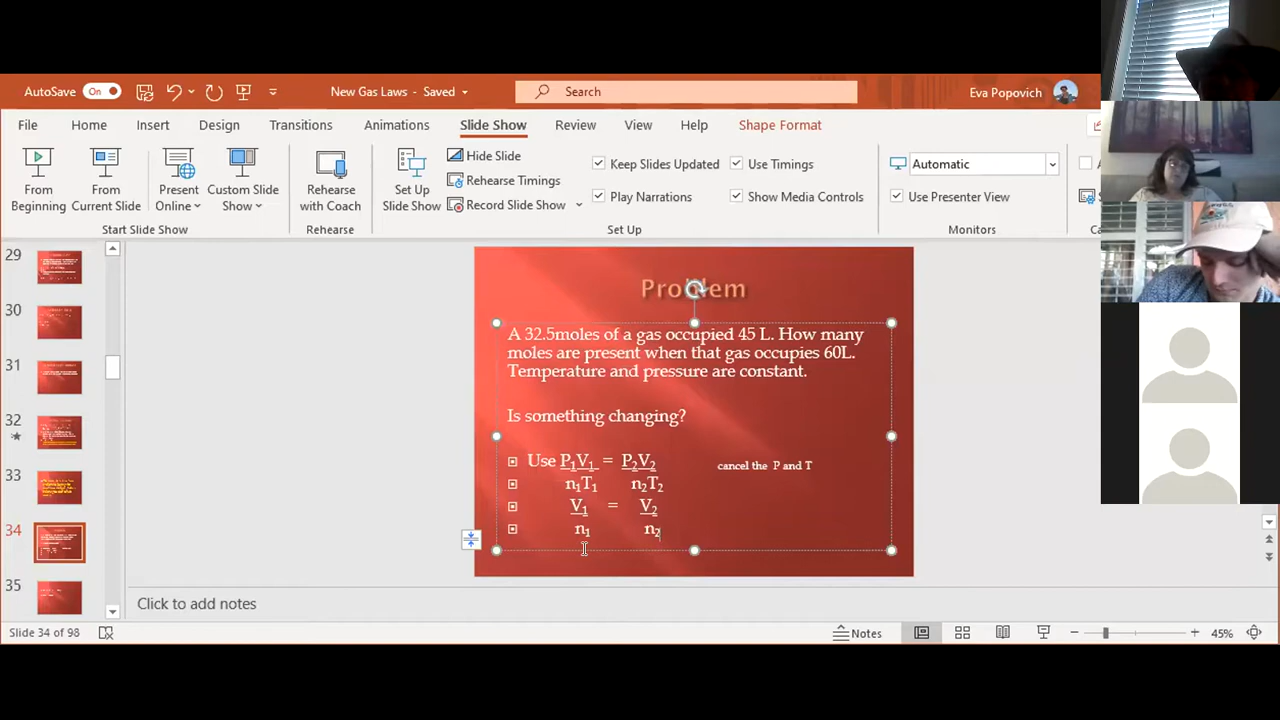 AutoSave On New Gas Laws - Saved Search Eva Popovich
File Home Insert Design Transitions Animations Slide Show Review View Help Shape Format
From Beginning
From Current Slide
Present Online
Custom Slide Show
Start Slide Show
Rehearse with Coach
Rehearse
Set Up Slide Show
Hide Slide
Rehearse Timings
Record Slide Show
Keep Slides Updated
Use Timings
Play Narrations
Show Media Controls
Set Up
Automatic
Use Presenter View
Monitors
29
30
31
32
33
34
35
Problem
A 32.5moles of a gas occupied 45 L. How many
moles are present when that gas occupies 60L.
Temperature and pressure are constant.
Is something changing?
Use P₁V₁ = P₂V₂ cancel the P and T
n₁T₁ n₂T₂
V₁ = V₂
n₁ n₂
Click to add notes
Slide 34 of 98 Notes 45%